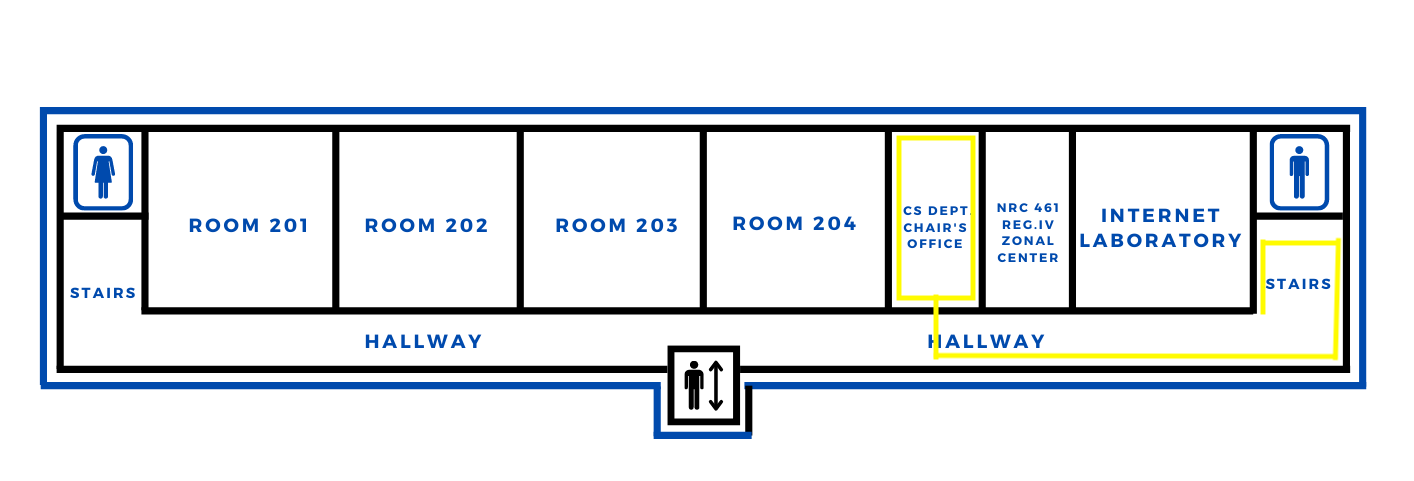 ROOM 201
ROOM 202
ROOM 203
ROOM 204
CS DEPT.
CHAIR'S
OFFICE
NRC 461
REG.IV
ZONAL
CENTER
INTERNET
LABORATORY
STAIRS
STAIRS
HALLWAY
HALLWAY